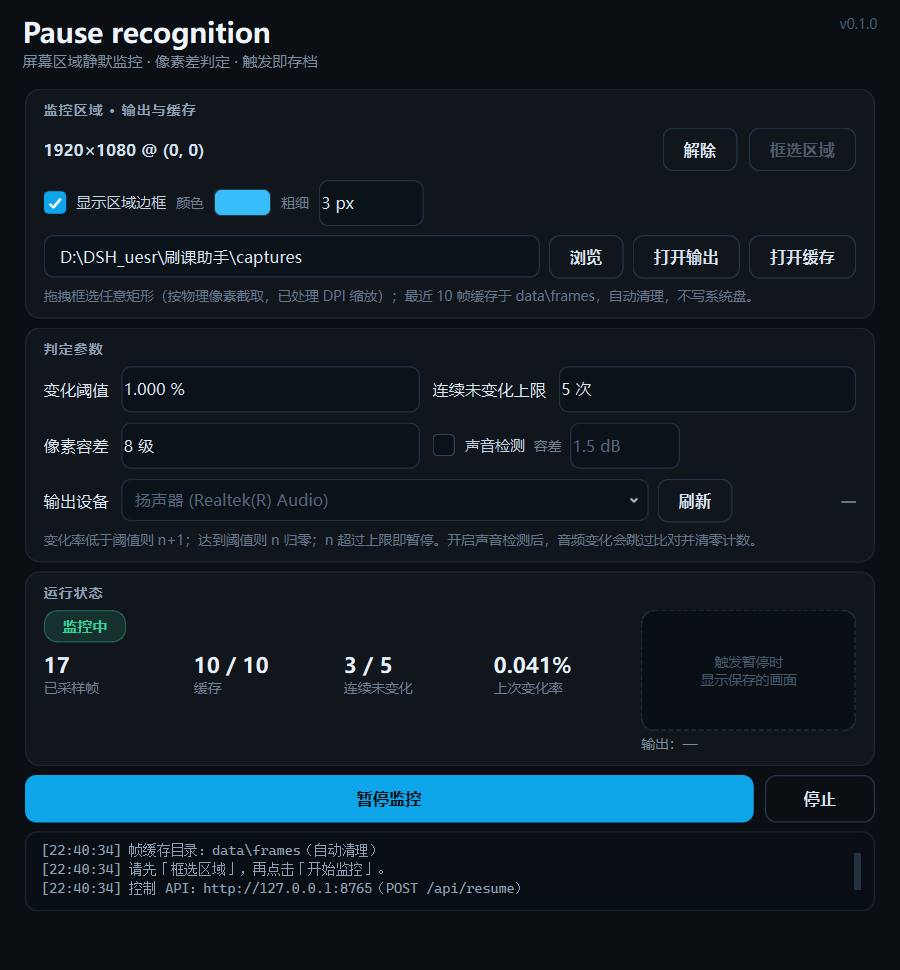 Pause recognition
v0.1.0
屏幕区域静默监控 · 像素差判定 · 触发即存档
监控区域 • 输出与缓存
1920×1080 @ (0, 0)
解除
框选区域
显示区域边框 颜色 粗细 3 px
D:\DSH_uesr\刷课助手\captures
浏览
打开输出
打开缓存
拖拽框选任意矩形（按物理像素截取，已处理 DPI 缩放）；最近 10 帧缓存于 data\frames，自动清理，不写系统盘。
判定参数
变化阈值 1.000 % 连续未变化上限 5 次
像素容差 8 级 声音检测 容差 1.5 dB
输出设备 扬声器 (Realtek(R) Audio) 刷新 —
变化率低于阈值则 n+1；达到阈值则 n 归零；n 超过上限即暂停。开启声音检测后，音频变化会跳过比对并清零计数。
运行状态
监控中
17 10 / 10 3 / 5 0.041%
已采样帧 缓存 连续未变化 上次变化率
触发暂停时
显示保存的画面
输出：—
暂停监控
停止
[22:40:34] 帧缓存目录：data\frames（自动清理）
[22:40:34] 请先「框选区域」，再点击「开始监控」。
[22:40:34] 控制 API：http://127.0.0.1:8765（POST /api/resume）